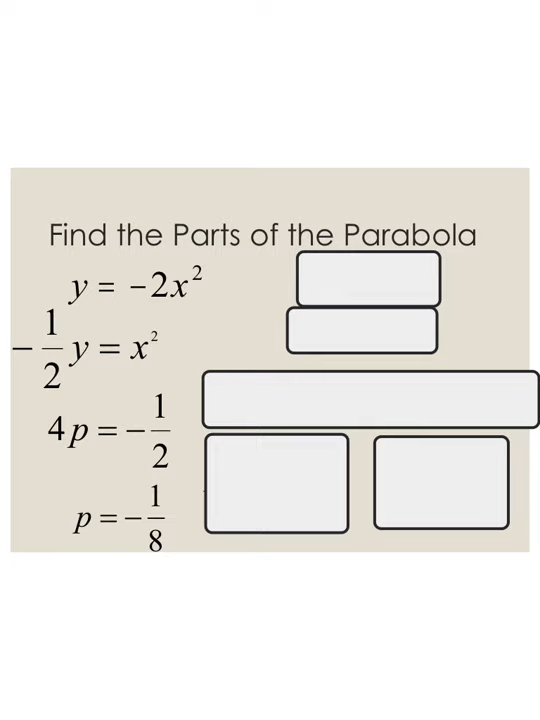 Find the Parts of the Parabola
y = -2x²
-1/2 y = x²
4p = -1/2
p = -1/8